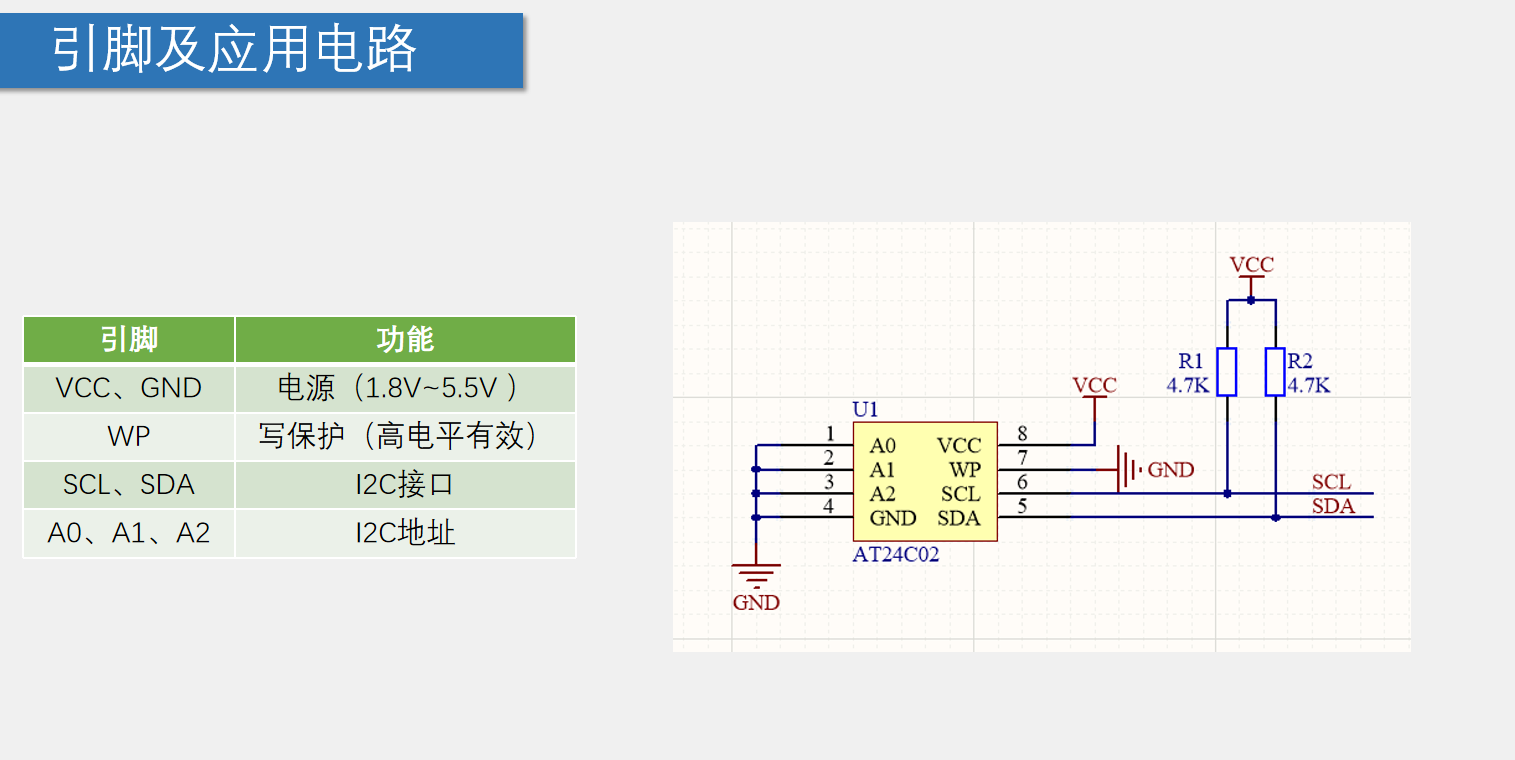 引脚及应用电路
引脚 功能
VCC、GND 电源（1.8V~5.5V ）
WP 写保护（高电平有效）
SCL、SDA I2C接口
A0、A1、A2 I2C地址
VCC
R1 R2
4.7K 4.7K
VCC
U1
1 A0 VCC 8
2 A1 WP 7 GND
3 A2 SCL 6 SCL
4 GND SDA 5 SDA
AT24C02
GND